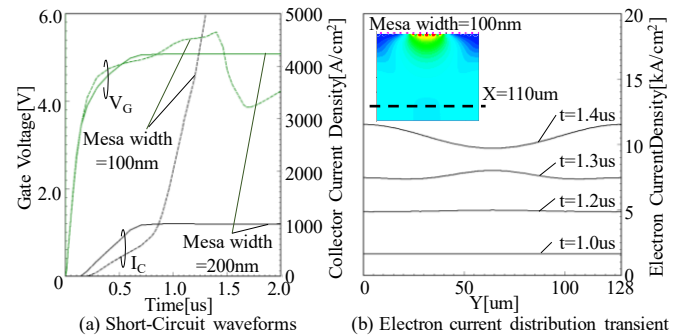 6.0
4.0
2.0
0
Gate Voltage[V]
V_G
Mesa width
=100nm
I_C
Mesa width
=200nm
5000
4000
3000
2000
1000
0
Collector Current Density[A/cm²]
0.0
0.5
1.0
1.5
2.0
Time[us]
(a) Short-Circuit waveforms
Mesa width=100nm
X=110um
t=1.4us
t=1.3us
t=1.2us
t=1.0us
20
15
10
5
0
Electron CurrentDensity[kA/cm²]
0
50
100
128
Y[um]
(b) Electron current distribution transient